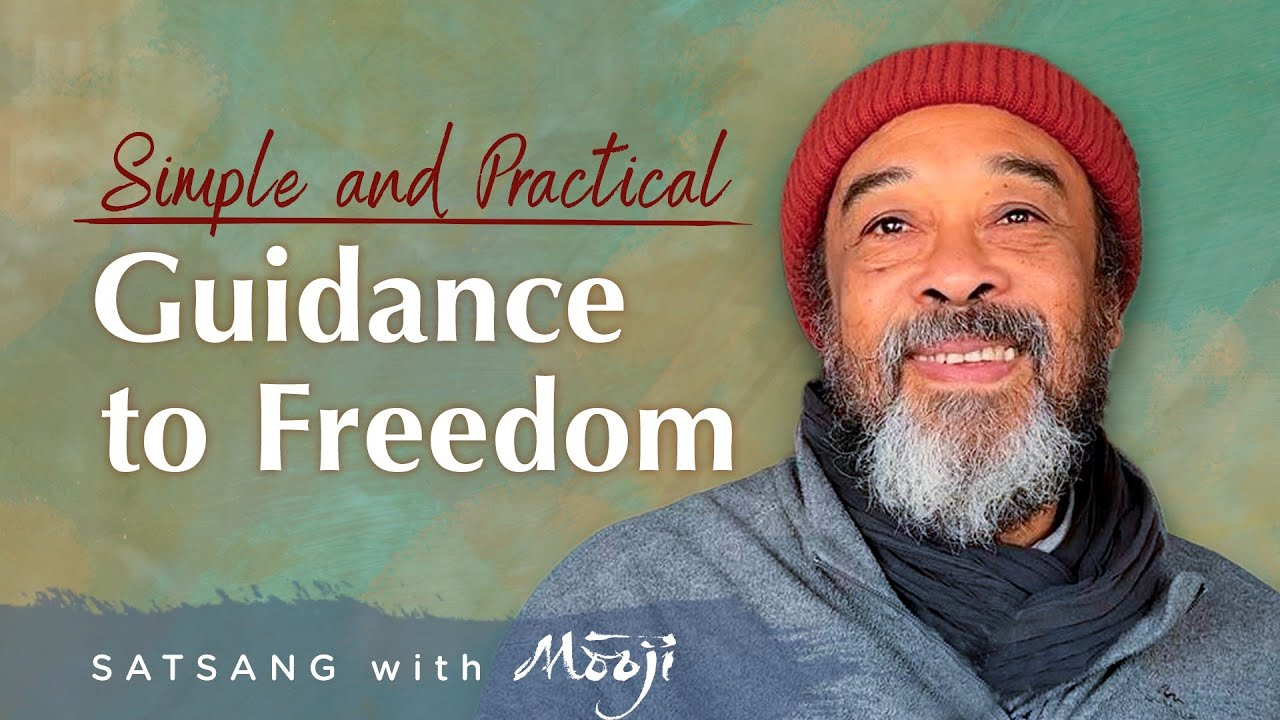 Simple and Practical
Guidance
to Freedom
SATSANG with Mooji